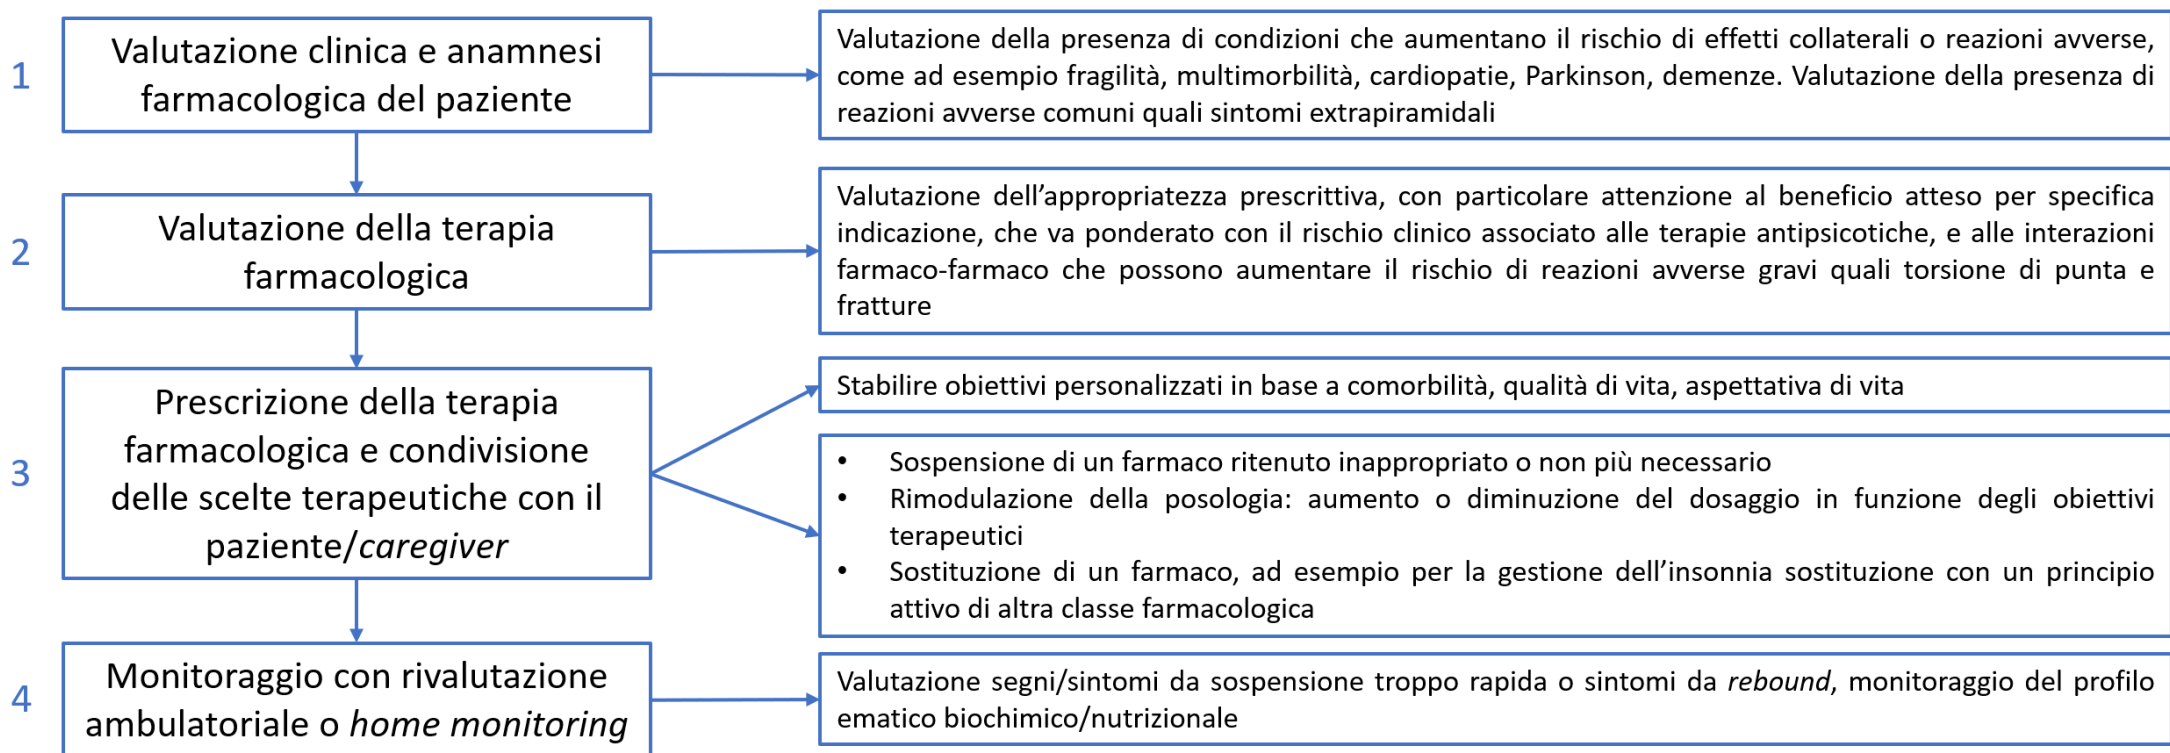 1
Valutazione clinica e anamnesi
farmacologica del paziente
Valutazione della presenza di condizioni che aumentano il rischio di effetti collaterali o reazioni avverse,
come ad esempio fragilità, multimorbilità, cardiopatie, Parkinson, demenze. Valutazione della presenza di
reazioni avverse comuni quali sintomi extrapiramidali
2
Valutazione della terapia
farmacologica
Valutazione dell’appropriatezza prescrittiva, con particolare attenzione al beneficio atteso per specifica
indicazione, che va ponderato con il rischio clinico associato alle terapie antipsicotiche, e alle interazioni
farmaco-farmaco che possono aumentare il rischio di reazioni avverse gravi quali torsione di punta e
fratture
3
Prescrizione della terapia
farmacologica e condivisione
delle scelte terapeutiche con il
paziente/caregiver
Stabilire obiettivi personalizzati in base a comorbilità, qualità di vita, aspettativa di vita
• Sospensione di un farmaco ritenuto inappropriato o non più necessario
• Rimodulazione della posologia: aumento o diminuzione del dosaggio in funzione degli obiettivi
terapeutici
• Sostituzione di un farmaco, ad esempio per la gestione dell’insonnia sostituzione con un principio
attivo di altra classe farmacologica
4
Monitoraggio con rivalutazione
ambulatoriale o home monitoring
Valutazione segni/sintomi da sospensione troppo rapida o sintomi da rebound, monitoraggio del profilo
ematico biochimico/nutrizionale